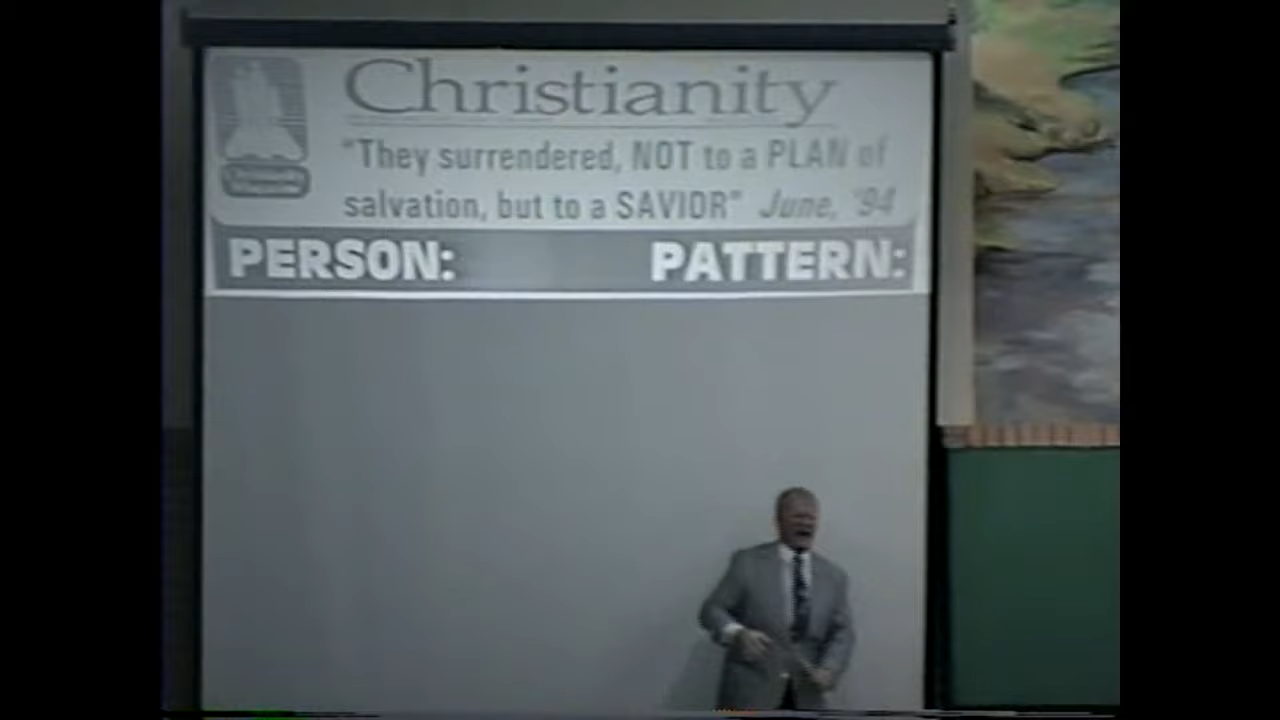 Christianity
"They surrendered, NOT to a PLAN of
salvation, but to a SAVIOR" June, '94
PERSON: PATTERN: